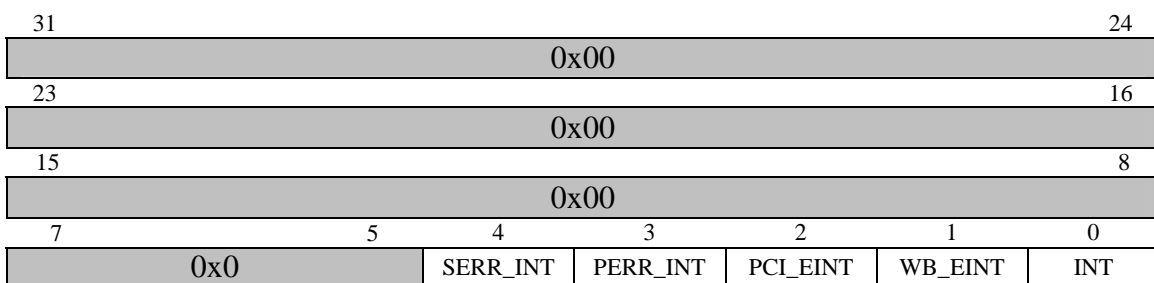 31 24
0x00
23 16
0x00
15 8
0x00
7 5 4 3 2 1 0
0x0 SERR_INT PERR_INT PCI_EINT WB_EINT INT